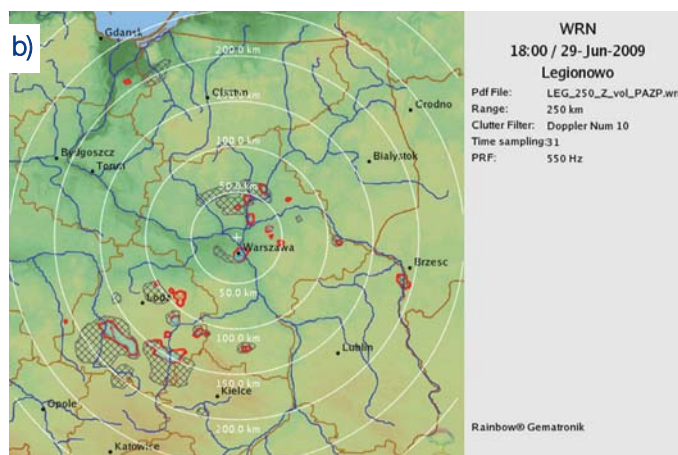 b)
WRN
18:00 / 29-Jun-2009
Legionowo
Pdf File: LEG_250_Z_vol_PAZP.wr
Range: 250 km
Clutter Filter: Doppler Num 10
Time sampling:31
PRF: 550 Hz
Gdansk
200.0 km
Olsztyn
Grodno
100.0 km
Bydgoszcz
Torun
Bialystok
50.0 km
Warszawa
Brzesc
50.0 km
Lodz
100.0 km
Lublin
150.0 km
Kielce
Opole
200.0 km
Katowice
Rainbow® Gematronik